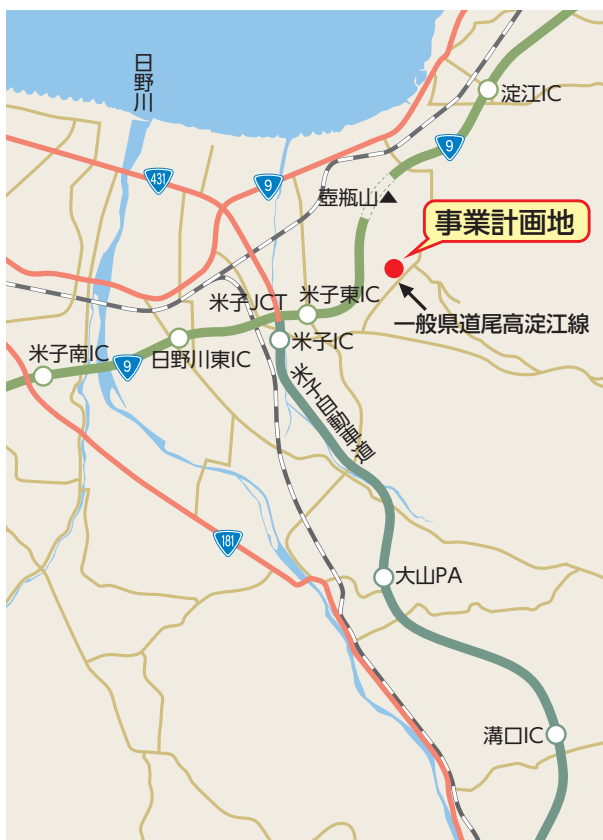 日野川
淀江IC
9
431
9
壺瓶山▲
事業計画地
米子JCT
米子東IC
一般県道尾高淀江線
米子南IC
9
日野川東IC
米子IC
米子自動車道
181
大山PA
溝口IC